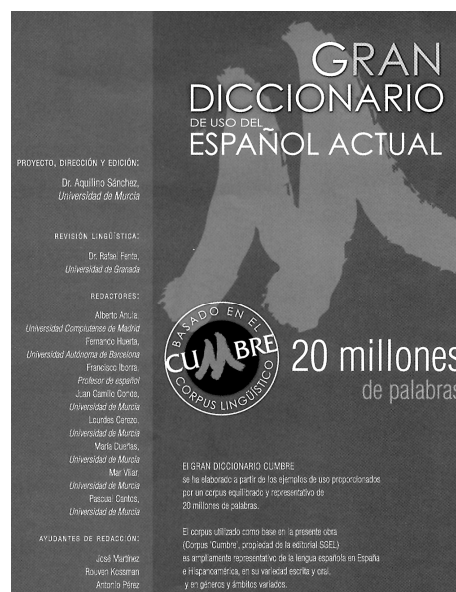 GRAN
DICCIONARIO
DE USO DEL
ESPAÑOL ACTUAL
PROYECTO, DIRECCIÓN Y EDICIÓN:
Dr. Aquilino Sánchez,
Universidad de Murcia
REVISIÓN LINGÜÍSTICA:
Dr. Rafael Fente,
Universidad de Granada
REDACTORES:
Alberto Anula,
Universidad Complutense de Madrid
Fernando Huerta,
Universidad Autónoma de Barcelona
Francisco Iborra,
Profesor de español
Juan Camilo Conde,
Universidad de Murcia
Lourdes Cerezo,
Universidad de Murcia
María Dueñas,
Universidad de Murcia
Mar Vilar,
Universidad de Murcia
Pascual Cantos,
Universidad de Murcia
AYUDANTES DE REDACCIÓN:
José Martínez
Rouven Kossman
Antonio Pérez
BASADO EN EL
CUMBRE
CORPUS LINGUÍSTICO
20 millones
de palabras
El GRAN DICCIONARIO CUMBRE
se ha elaborado a partir de los ejemplos de uso proporcionados
por un corpus equilibrado y representativo de
20 millones de palabras.
El corpus utilizado como base en la presente obra
(Corpus 'Cumbre', propiedad de la editorial SGEL)
es ampliamente representativo de la lengua española en España
e Hispanoamérica, en su variedad escrita y oral,
y en géneros y ámbitos variados.